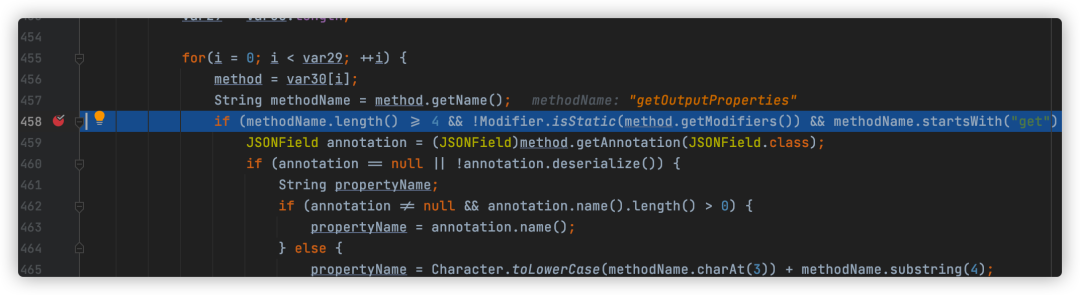 454
455 for(i = 0; i < var29; ++i) {
456 method = var30[i];
457 String methodName = method.getName(); methodName: "getOutputProperties"
458 if (methodName.length() ⩾ 4 && !Modifier.isStatic(method.getModifiers()) && methodName.startsWith("get")
459 JSONField annotation = (JSONField)method.getAnnotation(JSONField.class);
460 if (annotation == null || !annotation.deserialize()) {
461 String propertyName;
462 if (annotation ≠ null && annotation.name().length() > 0) {
463 propertyName = annotation.name();
464 } else {
465 propertyName = Character.toLowerCase(methodName.charAt(3)) + methodName.substring(4);